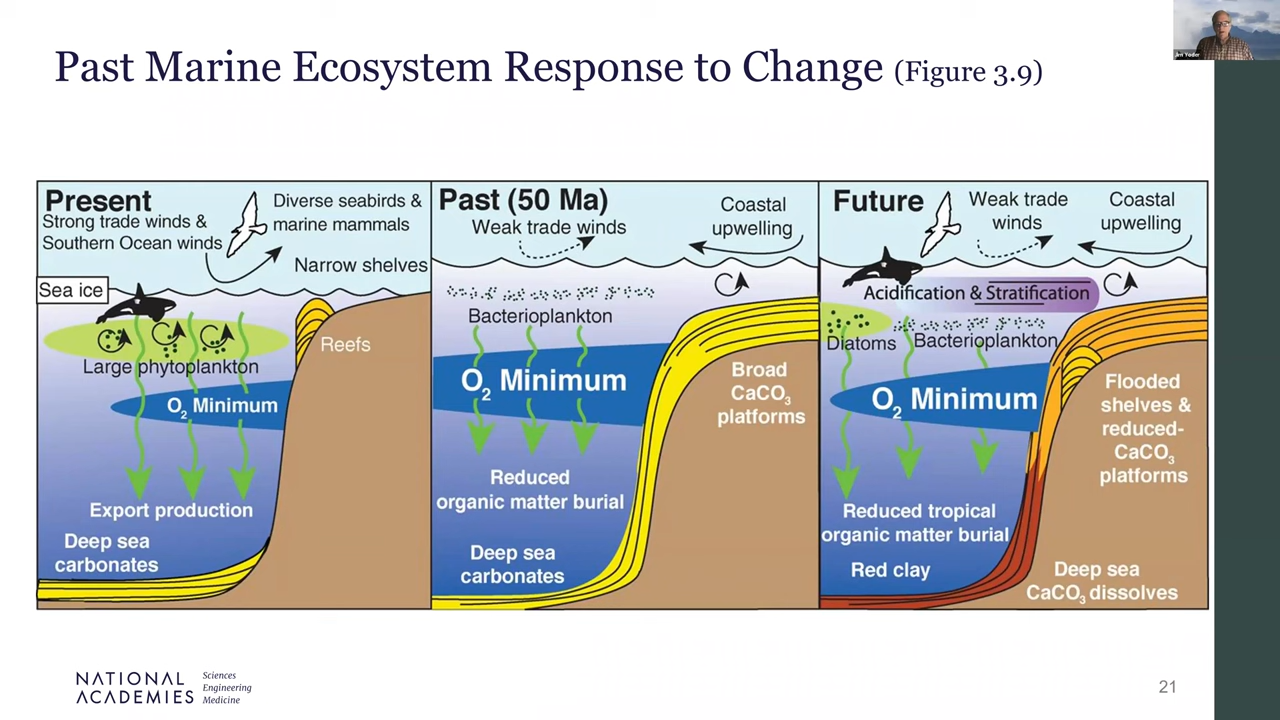 Past Marine Ecosystem Response to Change (Figure 3.9)
Jim Yoder
Present
Strong trade winds &
Southern Ocean winds
Diverse seabirds &
marine mammals
Narrow shelves
Sea ice
Large phytoplankton
Reefs
O2 Minimum
Export production
Deep sea
carbonates
Past (50 Ma)
Weak trade winds
Coastal
upwelling
Bacterioplankton
O2 Minimum
Broad
CaCO3
platforms
Reduced
organic matter burial
Deep sea
carbonates
Future
Weak trade
winds
Coastal
upwelling
Acidification & Stratification
Diatoms
Bacterioplankton
O2 Minimum
Flooded
shelves &
reduced-
CaCO3
platforms
Reduced tropical
organic matter burial
Red clay
Deep sea
CaCO3 dissolves
NATIONAL
ACADEMIES
Sciences
Engineering
Medicine
21